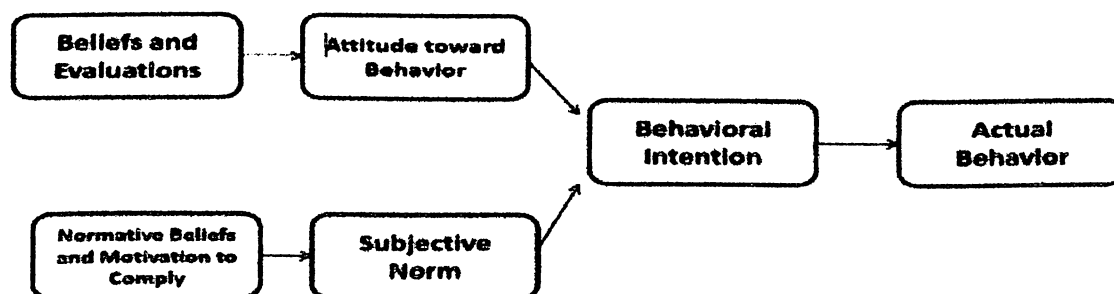 Beliefs and
Evaluations
Attitude toward
Behavior
Behavioral
Intention
Actual
Behavior
Normative Beliefs
and Motivation to
Comply
Subjective
Norm